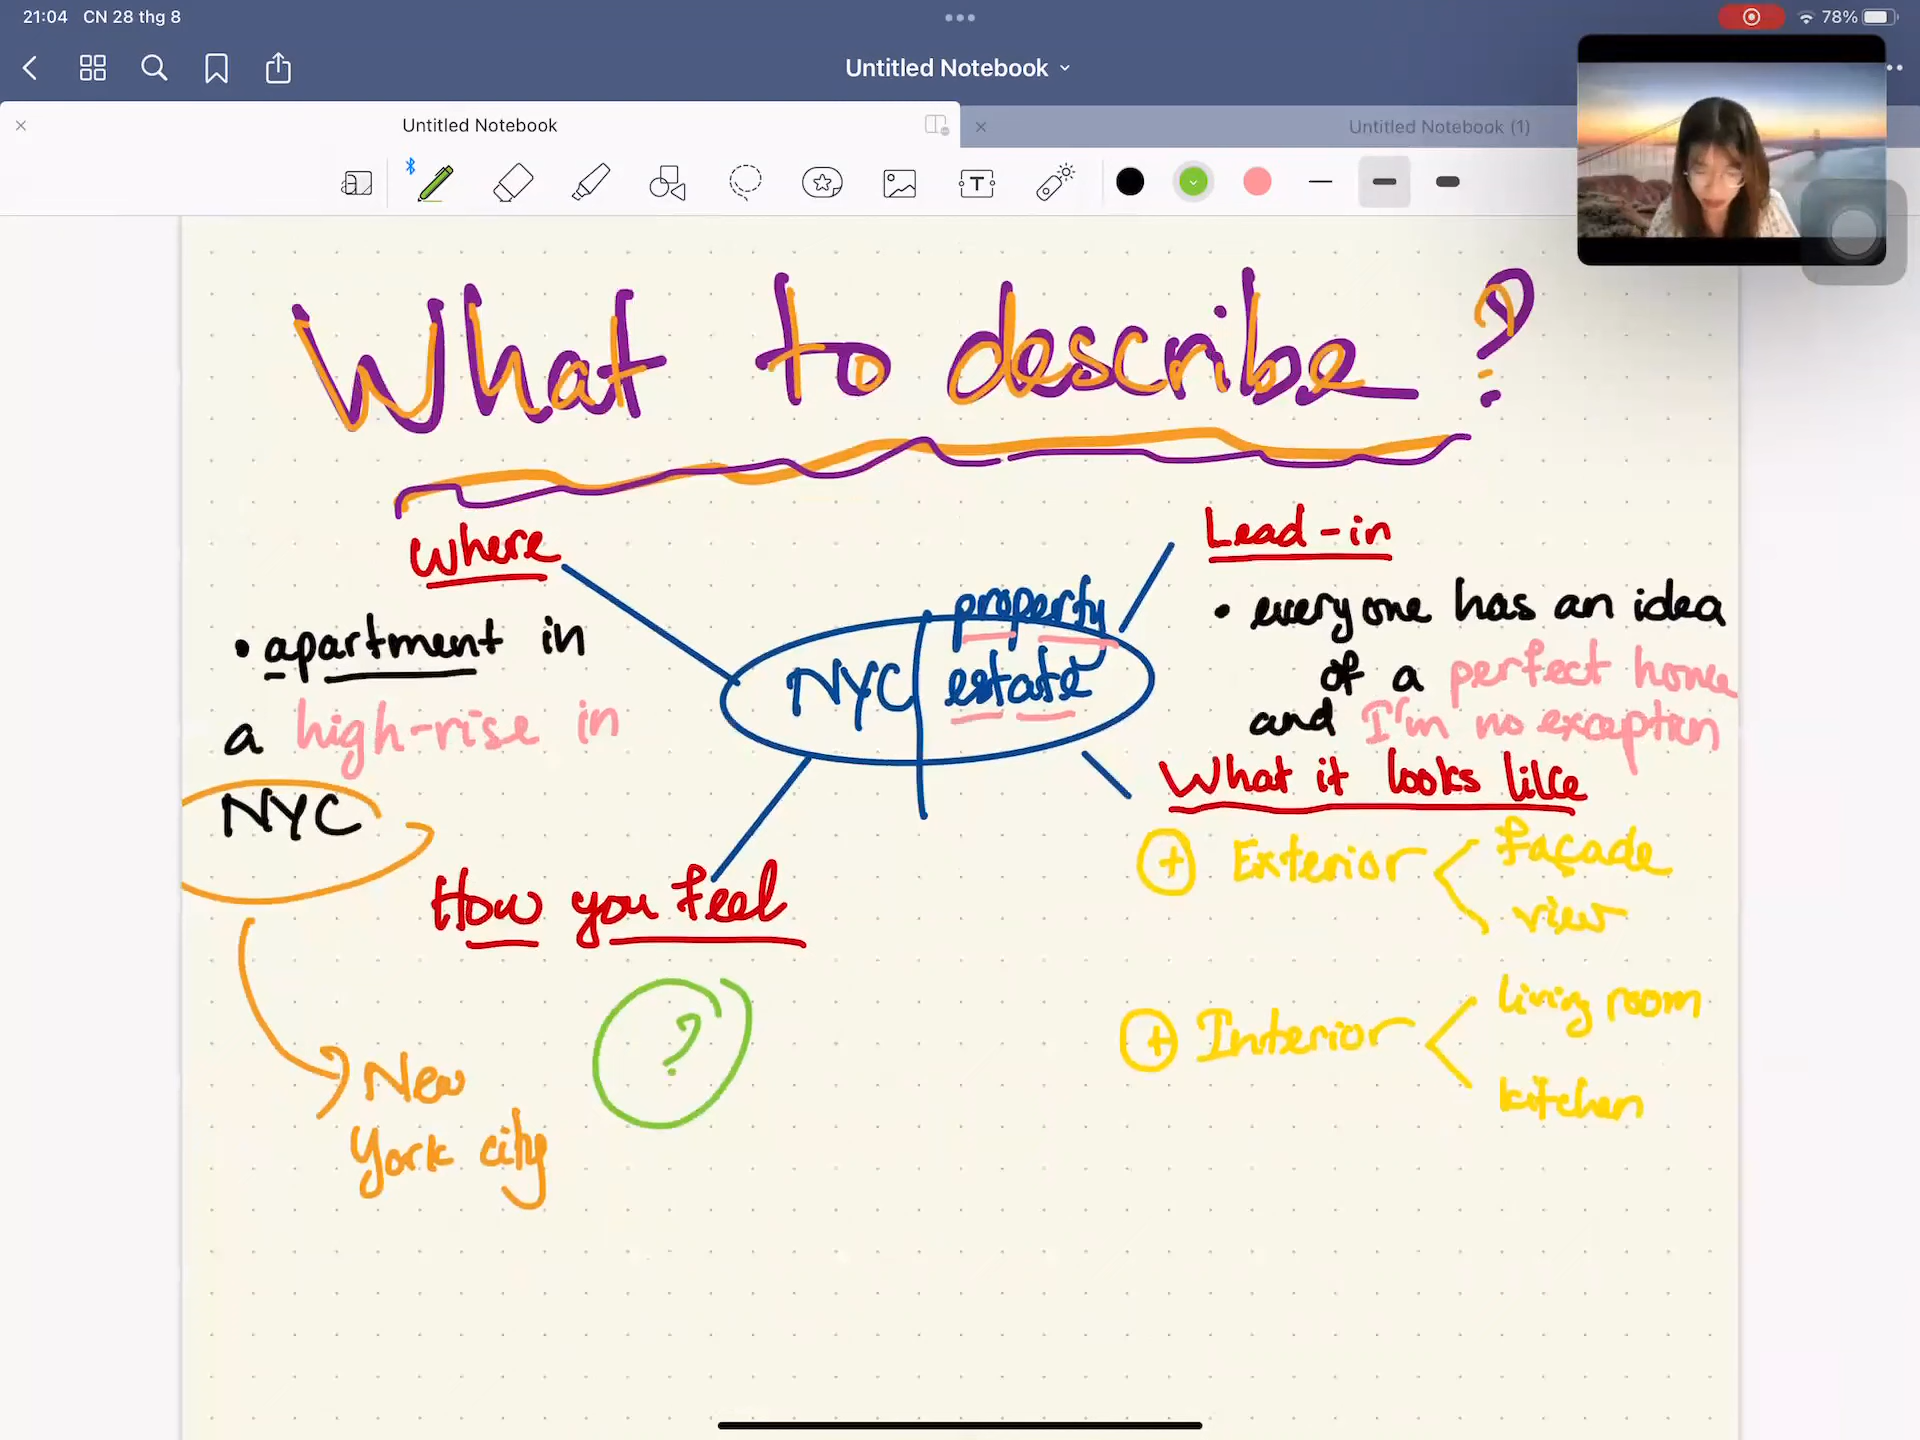 21:04 CN 28 thg 8
78%
Untitled Notebook
Untitled Notebook
Untitled Notebook (1)
What to describe ?
Where
Lead-in
• apartment in
a high-rise in
NYC
New
York city
NYC
property
estate
• everyone has an idea
of a perfect home
and I'm no exception
What it looks like
+ Exterior
façade
view
+ Interior
living room
kitchen
How you feel
?